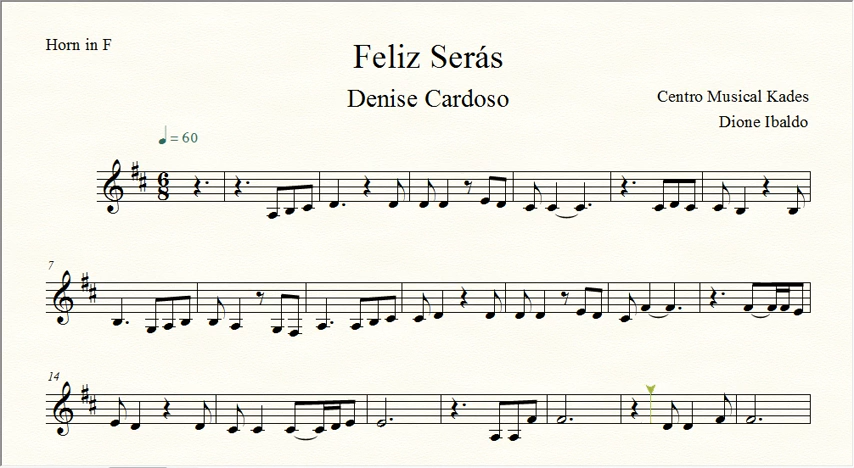 Horn in F
Feliz Serás
Denise Cardoso
Centro Musical Kades
Dione Ibaldo
= 60
6
8
7
14